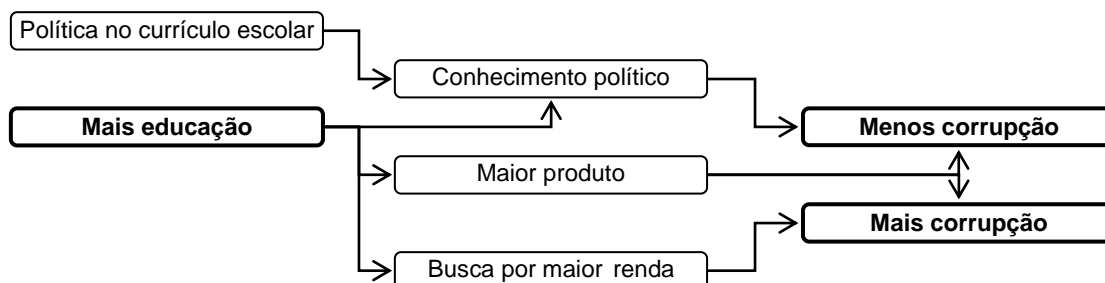 Política no currículo escolar
Conhecimento político
Mais educação
Menos corrupção
Maior produto
Mais corrupção
Busca por maior renda